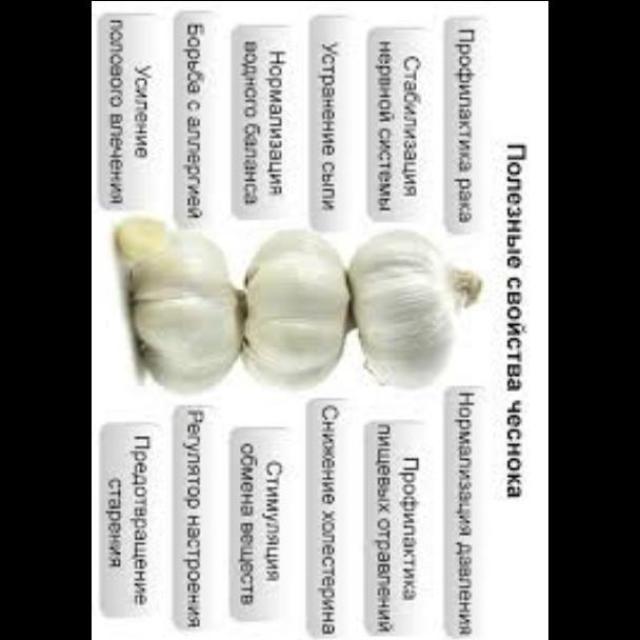 Полезные свойства чеснока
Профилактика рака
Стабилизация
нервной системы
Устранение сыпи
Нормализация
водного баланса
Борьба с аллергией
Усиление
полового влечения
Нормализация давления
Профилактика
пищевых отравлений
Снижение холестерина
Стимуляция
обмена веществ
Регулятор настроения
Предотвращение
старения